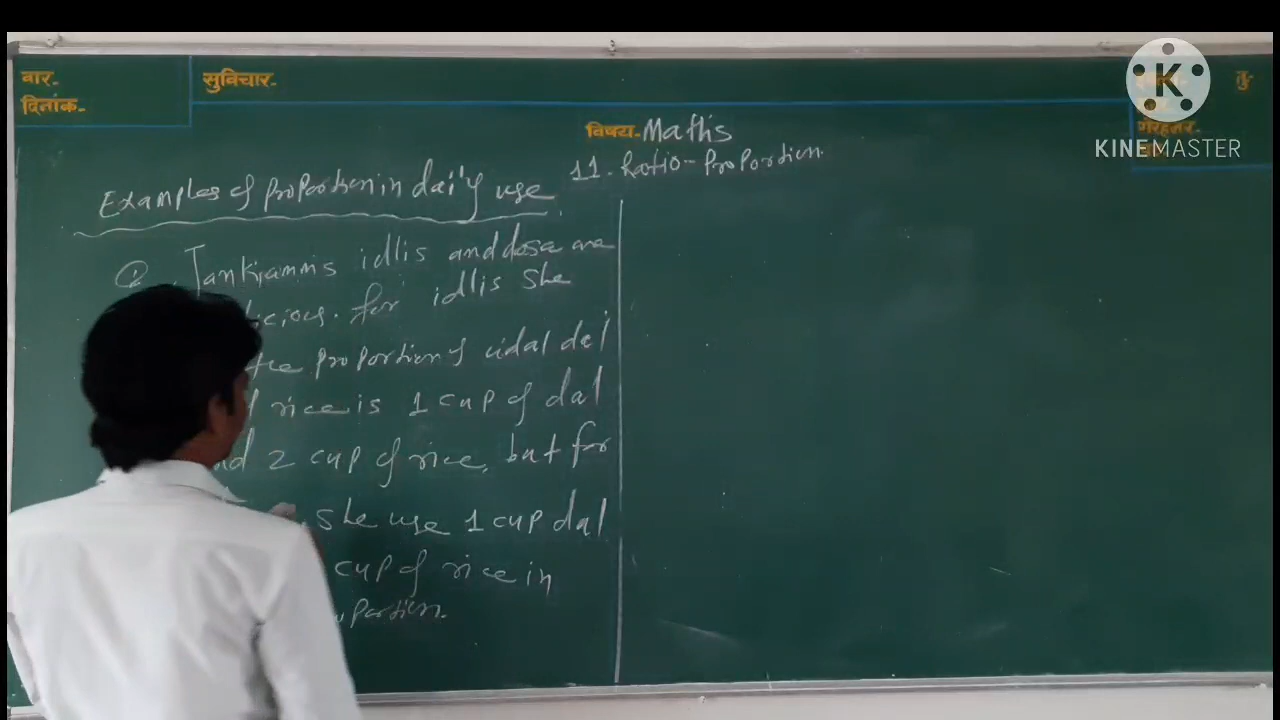 वार-
दिनांक-
सुविचार-
विषय- Maths
11. Ratio-Proportion.
KINEMASTER
Examples of proportion in daily use
Q. idlis and dosa are
for idlis she
proportion of udal dal
rice is 1 cup of dal
2 cup of rice, but for
she use 1 cup dal
cup of rice in